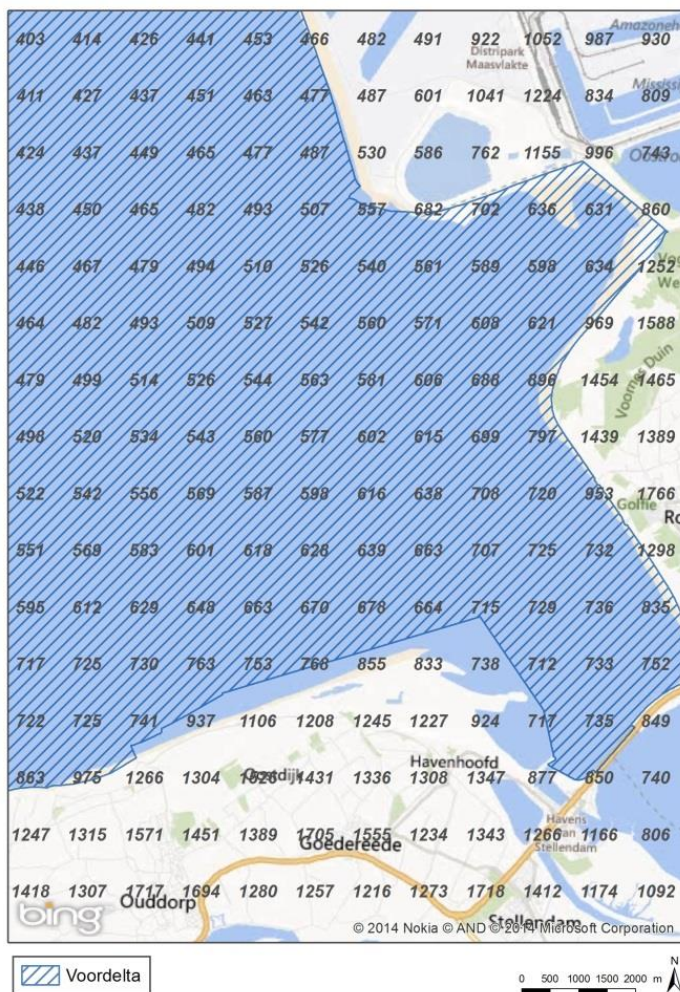 403 414 426 441 453 466 482 491 922 1052 987 930
Distripark
Maasvlakte
411 427 437 451 463 477 487 601 1041 1224 834 809
424 437 449 465 477 487 530 586 762 1155 996 743
438 450 465 482 493 507 557 682 702 636 631 860
446 467 479 494 510 526 540 561 589 598 634 1252
464 482 493 509 527 542 560 571 608 621 969 1588
Voornes Duin
479 499 514 526 544 563 581 606 688 896 1454 1465
498 520 534 543 560 577 602 615 699 797 1439 1389
522 542 556 569 587 598 616 638 708 720 953 1766
Golfie
Ro
551 569 583 601 618 628 639 663 707 725 732 1298
595 612 629 648 663 670 678 664 715 729 736 835
717 725 730 763 753 768 855 833 738 712 733 752
722 725 741 937 1106 1208 1245 1227 924 717 735 849
Havenhoofd
863 975 1266 1304 1431 1336 1308 1347 877 850 740
Havens
van
Stellendam
1247 1315 1571 1451 1389 1705 1555 1234 1343 1266 1166 806
Goedereede
1418 1307 1717 1694 1280 1257 1216 1273 1718 1412 1174 1092
Ouddorp
Stellendam
bing
© 2014 Nokia © AND © 2014 Microsoft Corporation
Voordelta
0 500 1000 1500 2000 m
N